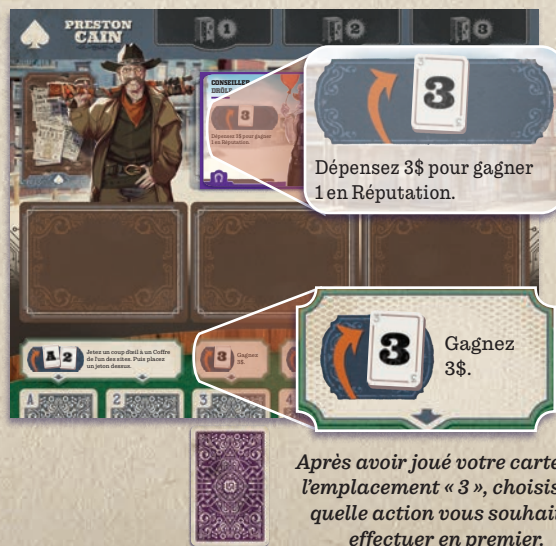 PRESTON
CAIN
1
2
3
CONSEILLER
3
Dépensez 3$ pour gagner
1 en Réputation.
3
Dépensez 3$ pour gagner
1 en Réputation.
A 2
Jetez un coup d'œil à un Coffre
de l'un des sites. Puis placez
un jeton dessus.
3
Gagnez
3$.
3
Gagnez
3$.
A
2
3
4
Après avoir joué votre carte
l'emplacement « 3 », choisis
quelle action vous souhait
effectuer en premier.